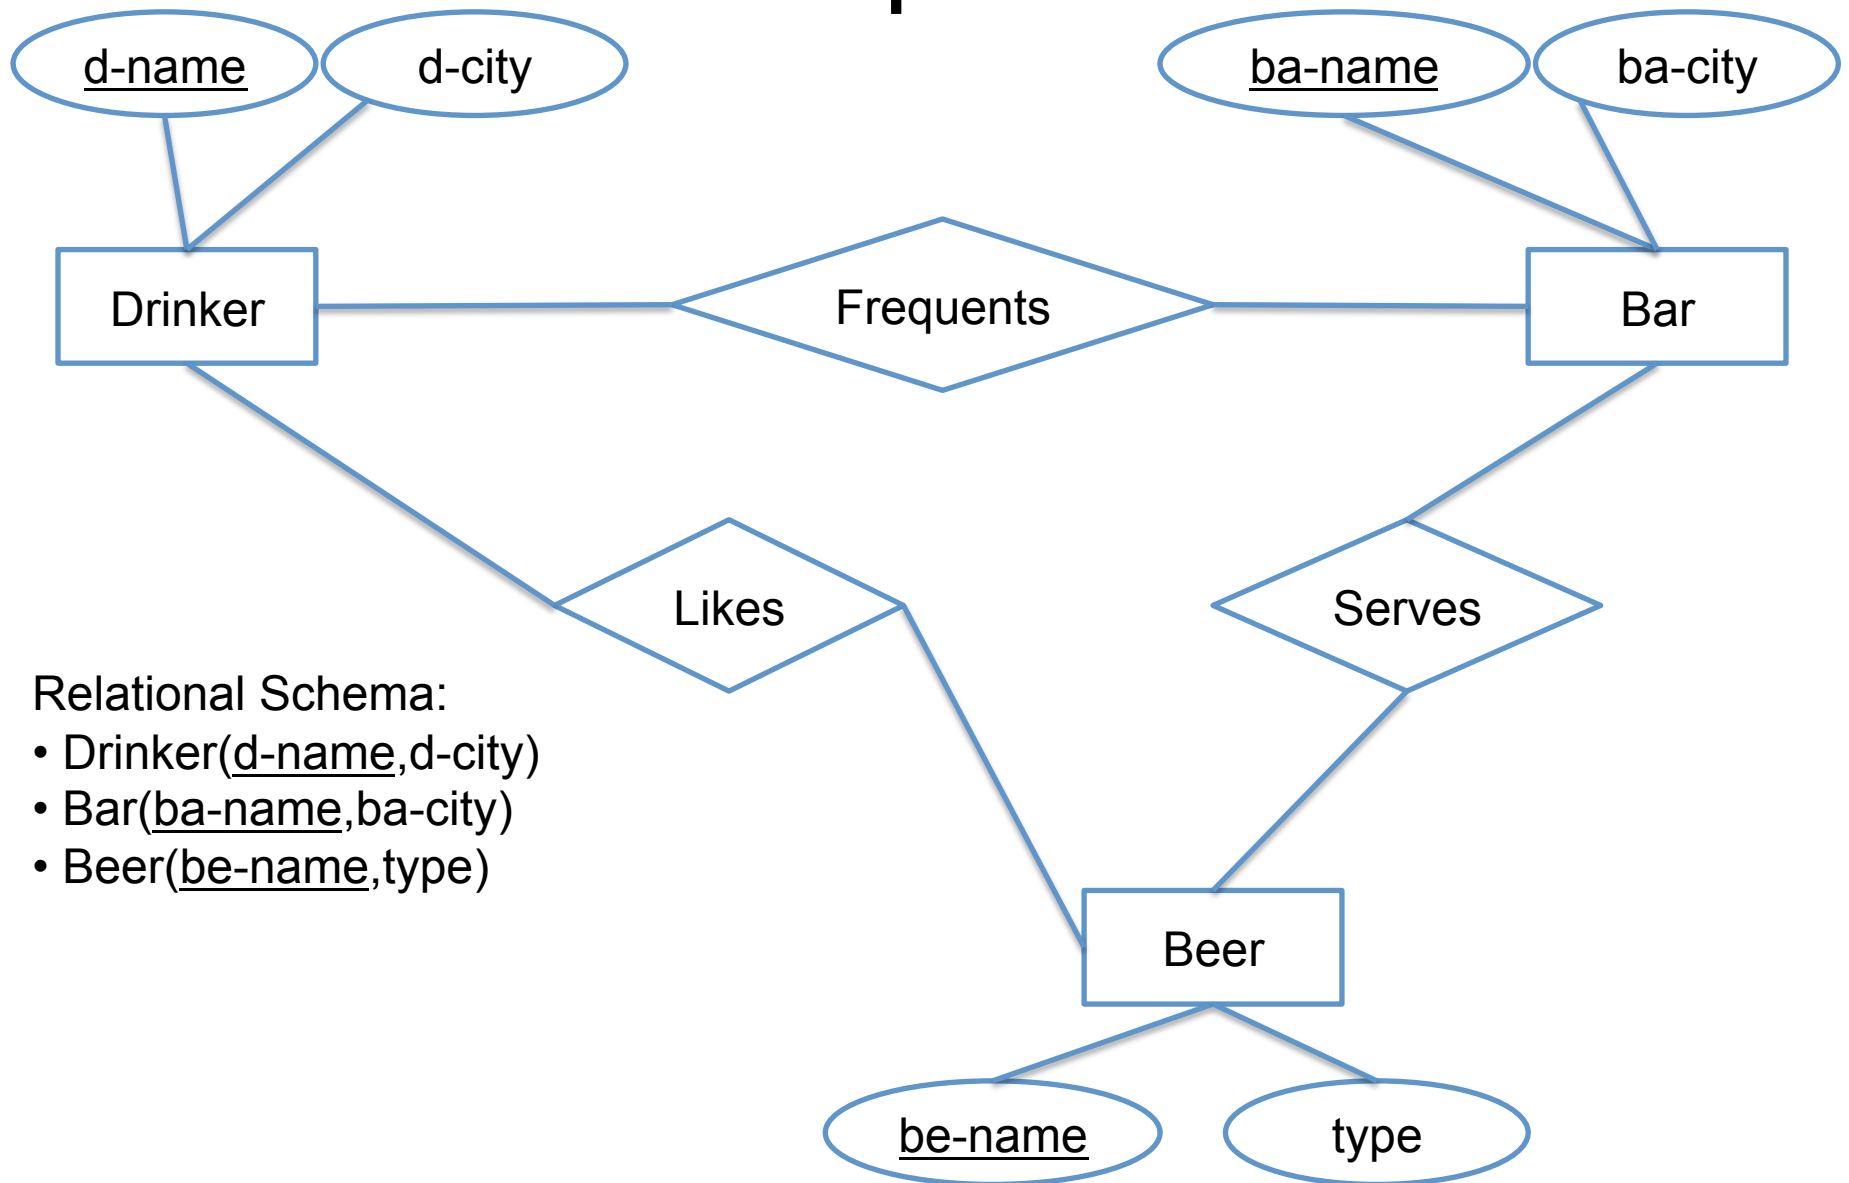 d-name
d-city
ba-name
ba-city
Drinker
Frequents
Bar
Likes
Serves
Relational Schema:
• Drinker(d-name,d-city)
• Bar(ba-name,ba-city)
• Beer(be-name,type)
Beer
be-name
type